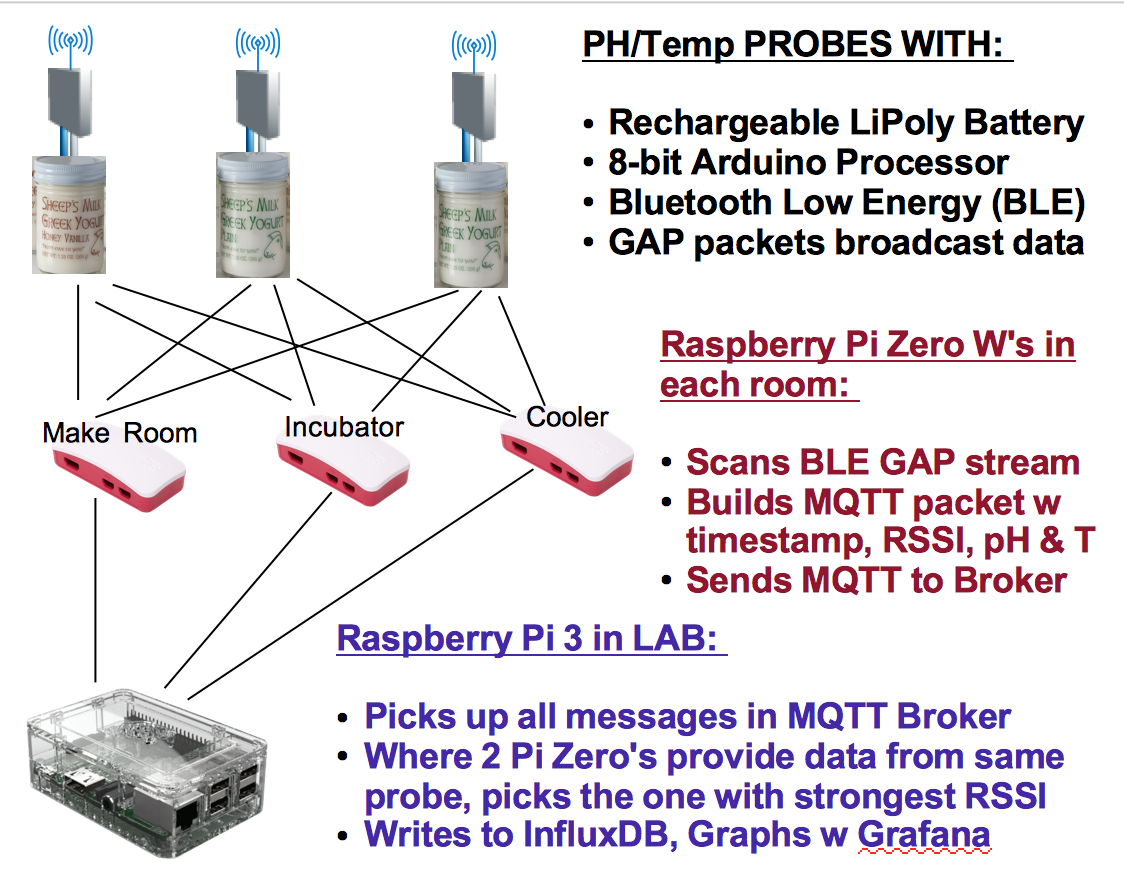 PH/Temp PROBES WITH:
• Rechargeable LiPoly Battery
• 8-bit Arduino Processor
• Bluetooth Low Energy (BLE)
• GAP packets broadcast data
SHEEP'S MILK
GREEK YOGURT
HONEY VANILLA
SHEEP'S MILK
GREEK YOGURT
PLAIN
SHEEP'S MILK
GREEK YOGURT
PLAIN
Raspberry Pi Zero W's in
each room:
• Scans BLE GAP stream
• Builds MQTT packet w
timestamp, RSSI, pH & T
• Sends MQTT to Broker
Make Room
Incubator
Cooler
Raspberry Pi 3 in LAB:
• Picks up all messages in MQTT Broker
• Where 2 Pi Zero's provide data from same
probe, picks the one with strongest RSSI
• Writes to InfluxDB, Graphs w Grafana